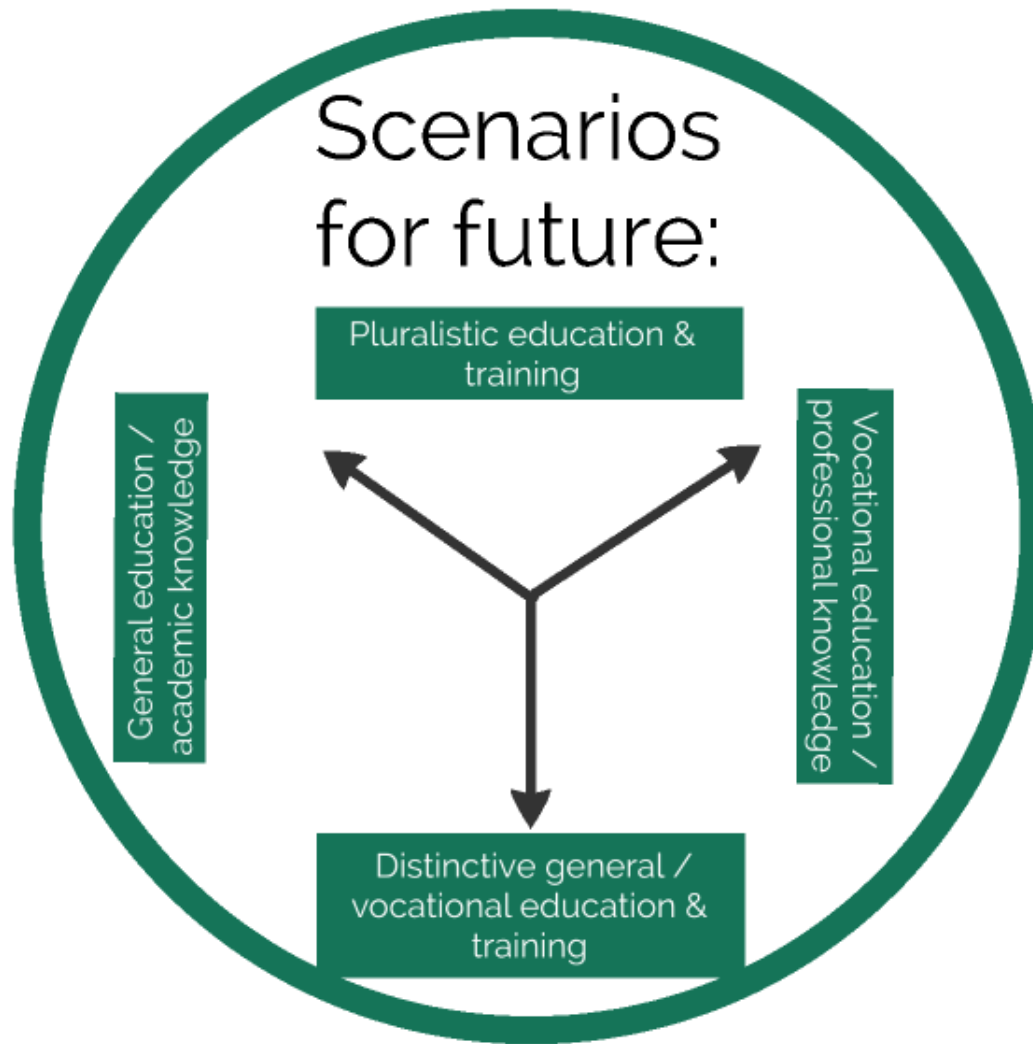 Scenarios
for future:
Pluralistic education &
training
General education /
academic knowledge
Vocational education /
professional knowledge
Distinctive general /
vocational education &
training